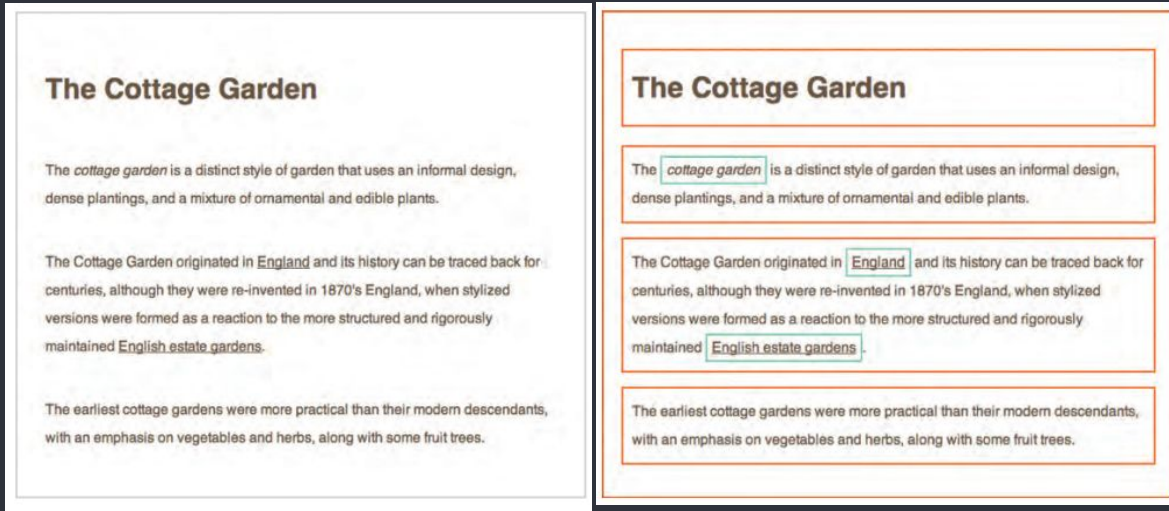 The Cottage Garden
The cottage garden is a distinct style of garden that uses an informal design,
dense plantings, and a mixture of ornamental and edible plants.
The Cottage Garden originated in England and its history can be traced back for
centuries, although they were re-invented in 1870's England, when stylized
versions were formed as a reaction to the more structured and rigorously
maintained English estate gardens.
The earliest cottage gardens were more practical than their modern descendants,
with an emphasis on vegetables and herbs, along with some fruit trees.
The Cottage Garden
The cottage garden is a distinct style of garden that uses an informal design,
dense plantings, and a mixture of ornamental and edible plants.
The Cottage Garden originated in England and its history can be traced back for
centuries, although they were re-invented in 1870's England, when stylized
versions were formed as a reaction to the more structured and rigorously
maintained English estate gardens.
The earliest cottage gardens were more practical than their modern descendants,
with an emphasis on vegetables and herbs, along with some fruit trees.